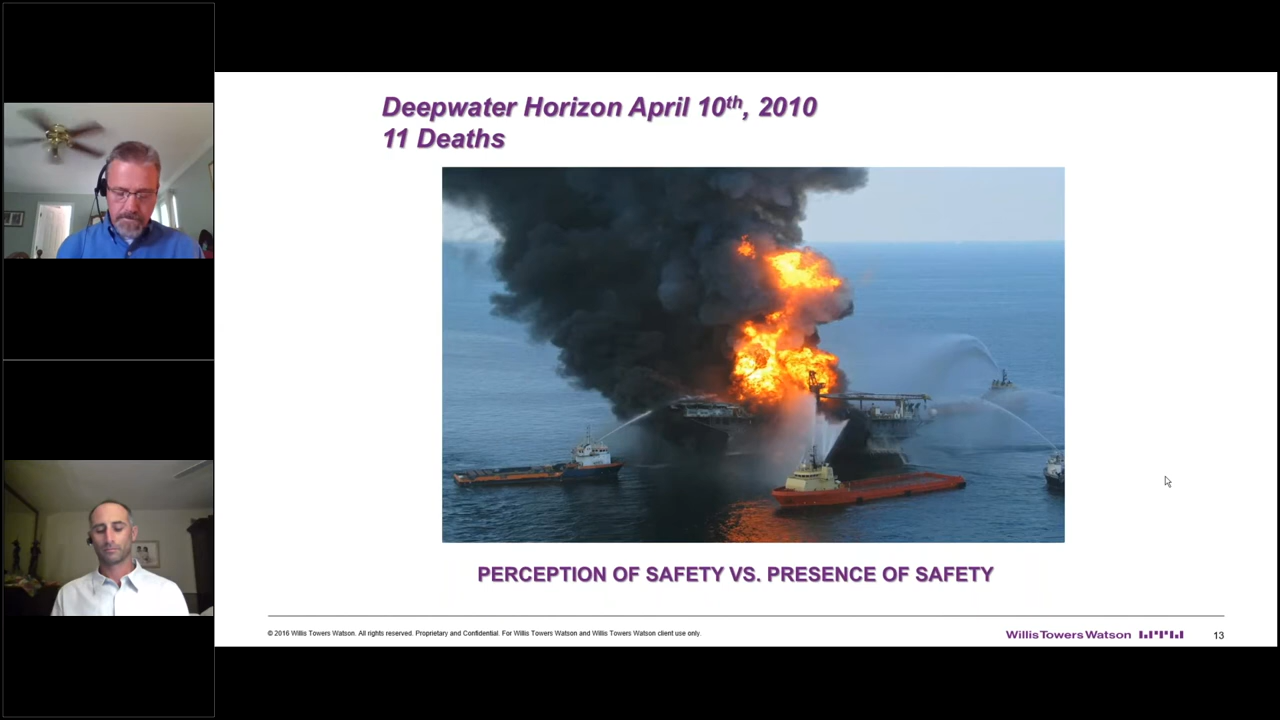 Deepwater Horizon April 10th, 2010
11 Deaths
PERCEPTION OF SAFETY VS. PRESENCE OF SAFETY
© 2016 Willis Towers Watson. All rights reserved. Proprietary and Confidential. For Willis Towers Watson and Willis Towers Watson client use only.
Willis Towers Watson
13